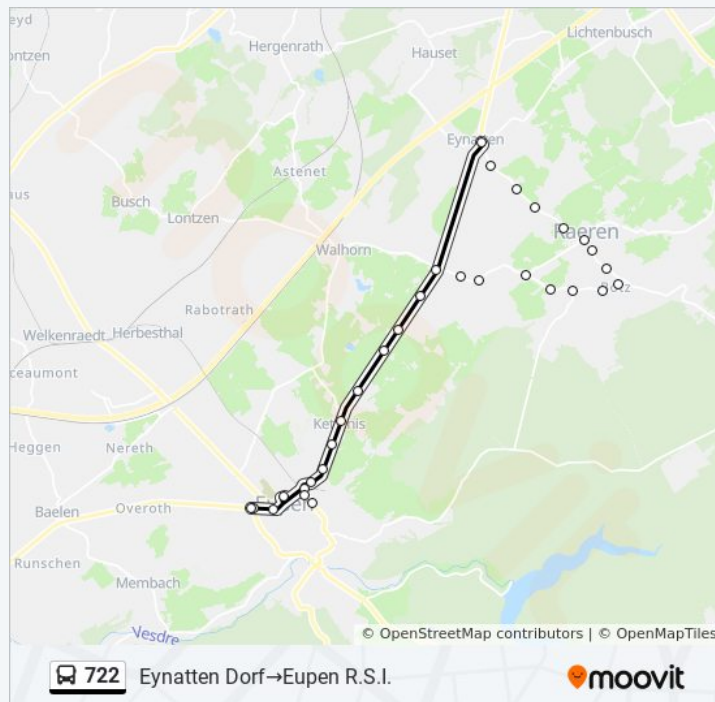 eyd
Hergenrath
Hauset
Lichtenbusch
ontzen
Eynatten
Astenet
Busch
aus
Lontzen
Raeren
Walhorn
Rabotrath
Welkenraedt
Herbesthal
ceaumont
Heggen
Nereth
Baelen
Overoth
Runschen
Membach
Vesdre
© OpenStreetMap contributors | © OpenMapTiles
722
Eynatten Dorf→Eupen R.S.I.
moovit